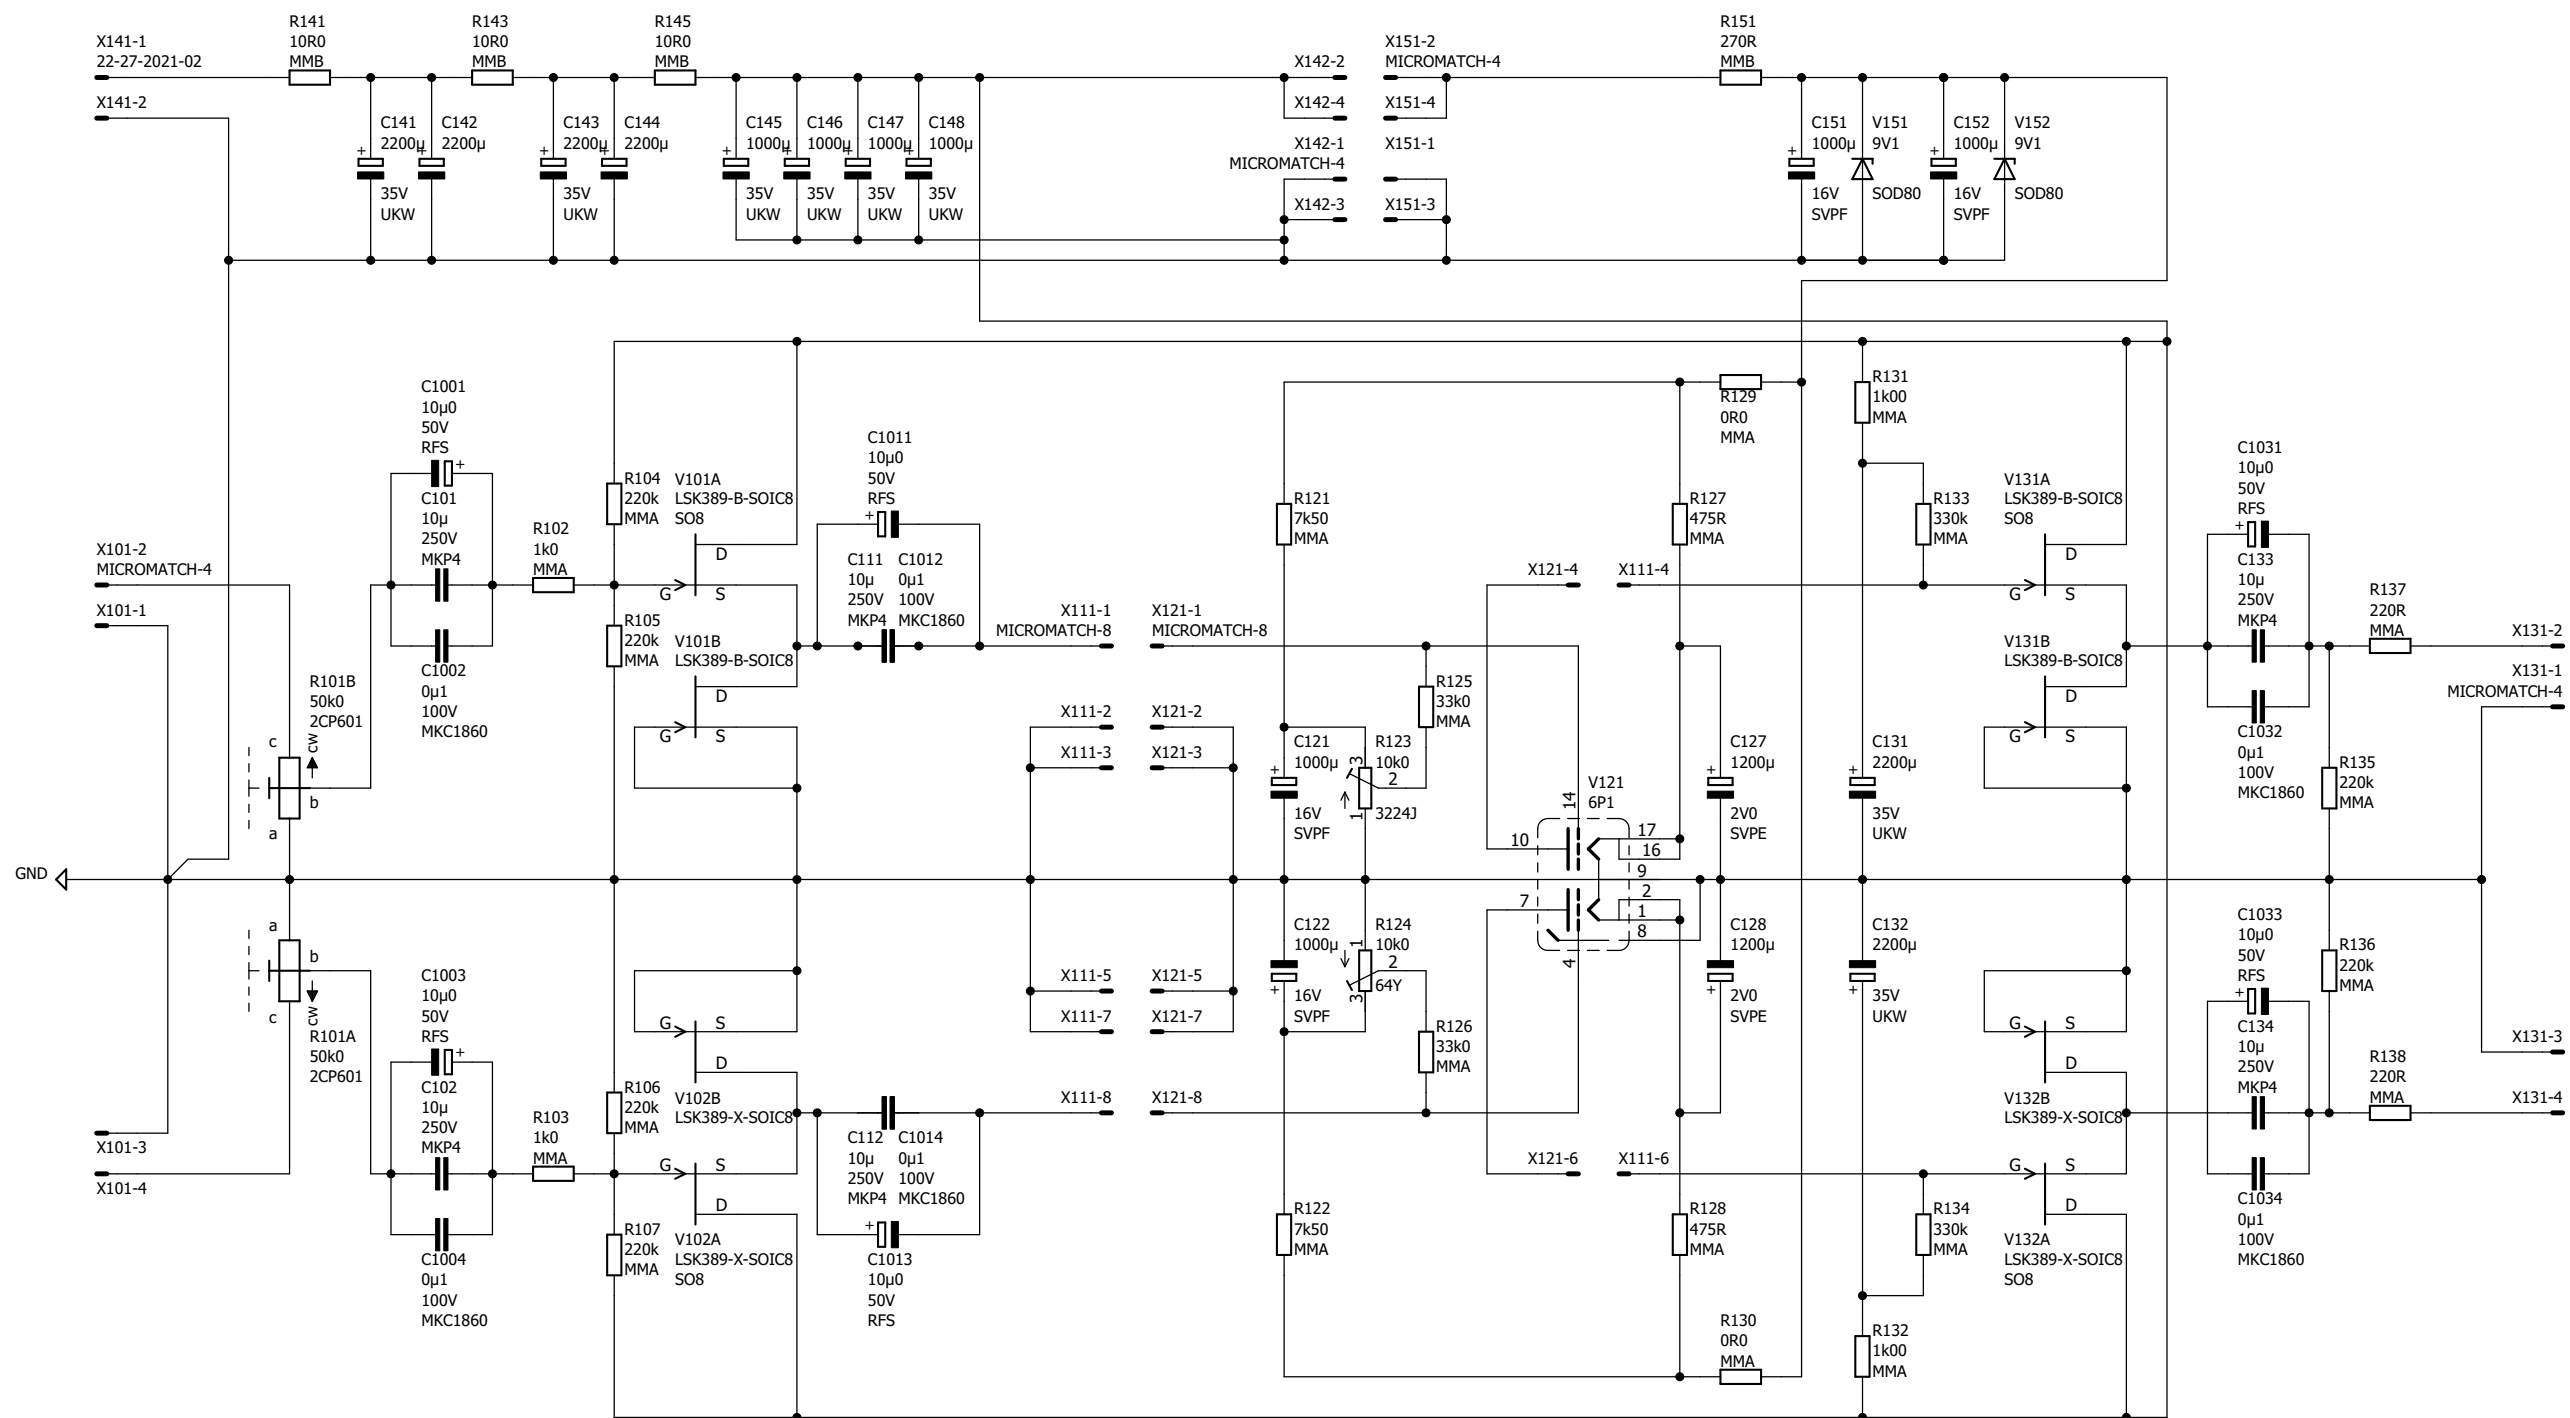 X141-1
22-27-2021-02
X141-2
R141
10R0
MMB
R143
10R0
MMB
R145
10R0
MMB
C141
2200µ
+
35V
UKW
C142
2200µ
C143
2200µ
+
35V
UKW
C144
2200µ
C145
1000µ
+
35V
UKW
C146
1000µ
35V
UKW
C147
1000µ
35V
UKW
C148
1000µ
35V
UKW
X142-2
X142-4
X142-1
MICROMATCH-4
X142-3
X151-2
MICROMATCH-4
X151-4
X151-1
X151-3
R151
270R
MMB
C151
1000µ
+
16V
SVPF
V151
9V1
SOD80
C152
1000µ
+
16V
SVPF
V152
9V1
SOD80
X101-2
MICROMATCH-4
X101-1
GND
X101-3
X101-4
R101B
50k0
2CP601
c
cw
b
a
a
b
cw
c
R101A
50k0
2CP601
C1001
10µ0
50V
RFS
+
C101
10µ
250V
MKP4
C1002
0µ1
100V
MKC1860
R102
1k0
MMA
C1003
10µ0
50V
RFS
+
C102
10µ
250V
MKP4
C1004
0µ1
100V
MKC1860
R103
1k0
MMA
R104
220k
MMA
R105
220k
MMA
V101A
LSK389-B-SOIC8
SO8
D
G
S
V101B
LSK389-B-SOIC8
D
G
S
G
S
D
R106
220k
MMA
V102B
LSK389-X-SOIC8
G
S
D
R107
220k
MMA
V102A
LSK389-X-SOIC8
SO8
C1011
10µ0
50V
RFS
+
C111
10µ
250V
MKP4
C1012
0µ1
100V
MKC1860
C112
10µ
250V
MKP4
C1014
0µ1
100V
MKC1860
+
C1013
10µ0
50V
RFS
X111-1
MICROMATCH-8
X111-2
X111-3
X111-5
X111-7
X111-8
X121-1
MICROMATCH-8
X121-2
X121-3
X121-5
X121-7
X121-8
R121
7k50
MMA
C121
1000µ
+
16V
SVPF
R123
10k0
3
2
1
3224J
R125
33k0
MMA
C122
1000µ
+
16V
SVPF
R124
10k0
1
2
3
64Y
R126
33k0
MMA
R122
7k50
MMA
X121-4
X111-4
X121-6
X111-6
V121
6P1
14
10
17
16
9
2
7
1
8
4
R129
0R0
MMA
R127
475R
MMA
C127
1200µ
+
2V0
SVPE
C128
1200µ
+
2V0
SVPE
R128
475R
MMA
R130
0R0
MMA
R131
1k00
MMA
R133
330k
MMA
C131
2200µ
+
35V
UKW
C132
2200µ
+
35V
UKW
R134
330k
MMA
R132
1k00
MMA
V131A
LSK389-B-SOIC8
SO8
D
G
S
V131B
LSK389-B-SOIC8
D
G
S
G
S
D
V132B
LSK389-X-SOIC8
G
S
D
V132A
LSK389-X-SOIC8
SO8
C1031
10µ0
50V
RFS
+
C133
10µ
250V
MKP4
C1032
0µ1
100V
MKC1860
C1033
10µ0
50V
RFS
+
C134
10µ
250V
MKP4
C1034
0µ1
100V
MKC1860
R135
220k
MMA
R136
220k
MMA
R137
220R
MMA
R138
220R
MMA
X131-2
X131-1
MICROMATCH-4
X131-3
X131-4